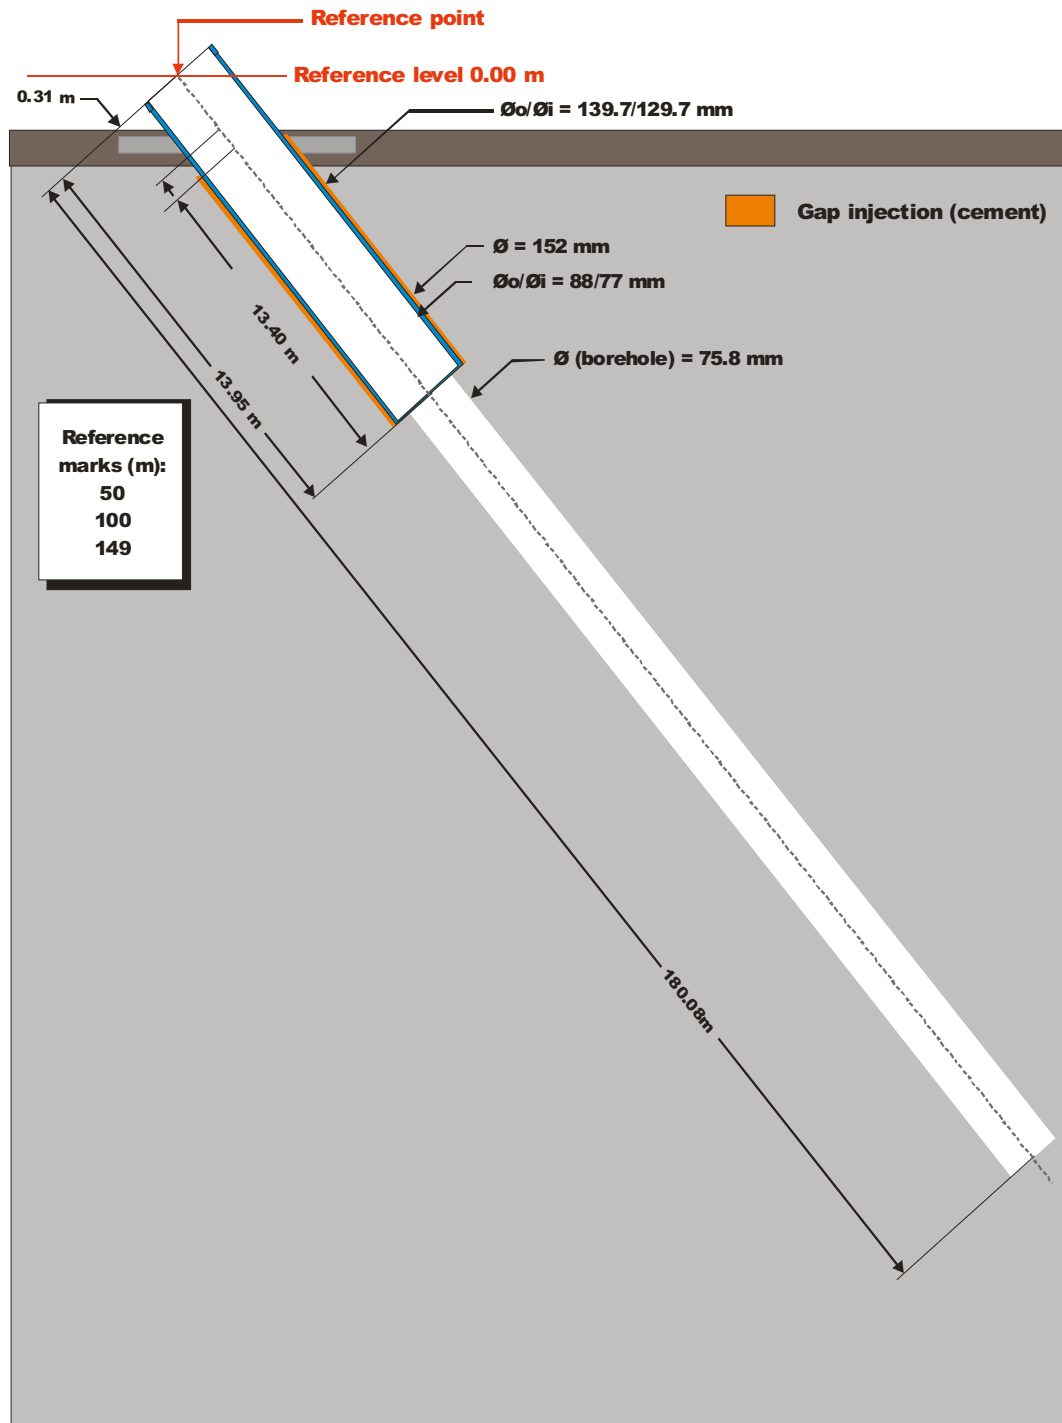 Reference point
Reference level 0.00 m
0.31 m
Øo/Øi = 139.7/129.7 mm
Gap injection (cement)
Ø = 152 mm
Øo/Øi = 88/77 mm
13.40 m
Ø (borehole) = 75.8 mm
13.95 m
Reference
marks (m):
50
100
149
180.08m